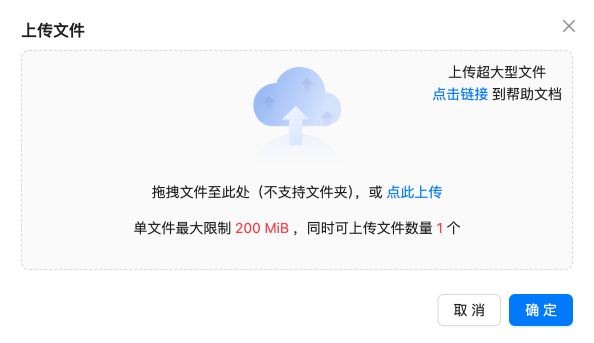 上传文件
上传超大型文件
点击链接 到帮助文档
拖拽文件至此处（不支持文件夹），或 点此上传
单文件最大限制 200 MiB ，同时可上传文件数量 1 个
取 消
确 定